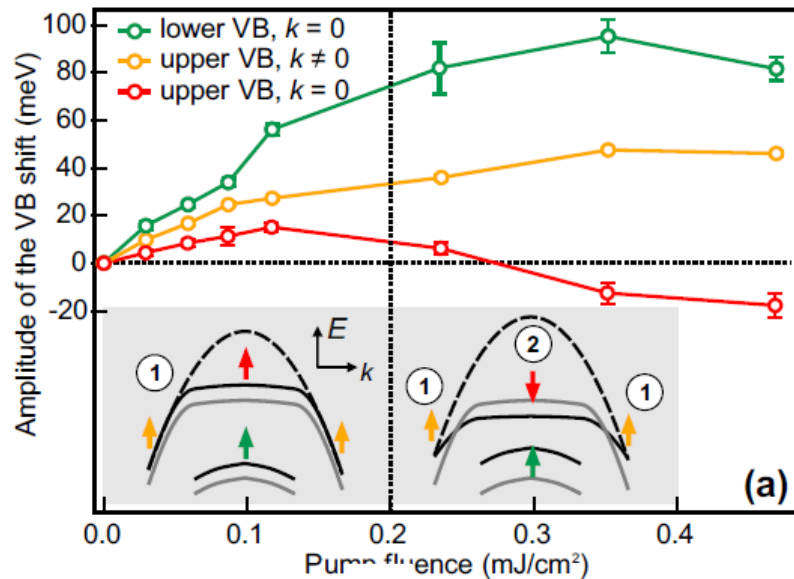 lower VB, k = 0
upper VB, k ≠ 0
upper VB, k = 0
Amplitude of the VB shift (meV)
100
80
60
40
20
0
-20
E
k
1
2
1
1
(a)
0.0
0.1
0.2
0.3
0.4
Pump fluence (mJ/cm²)